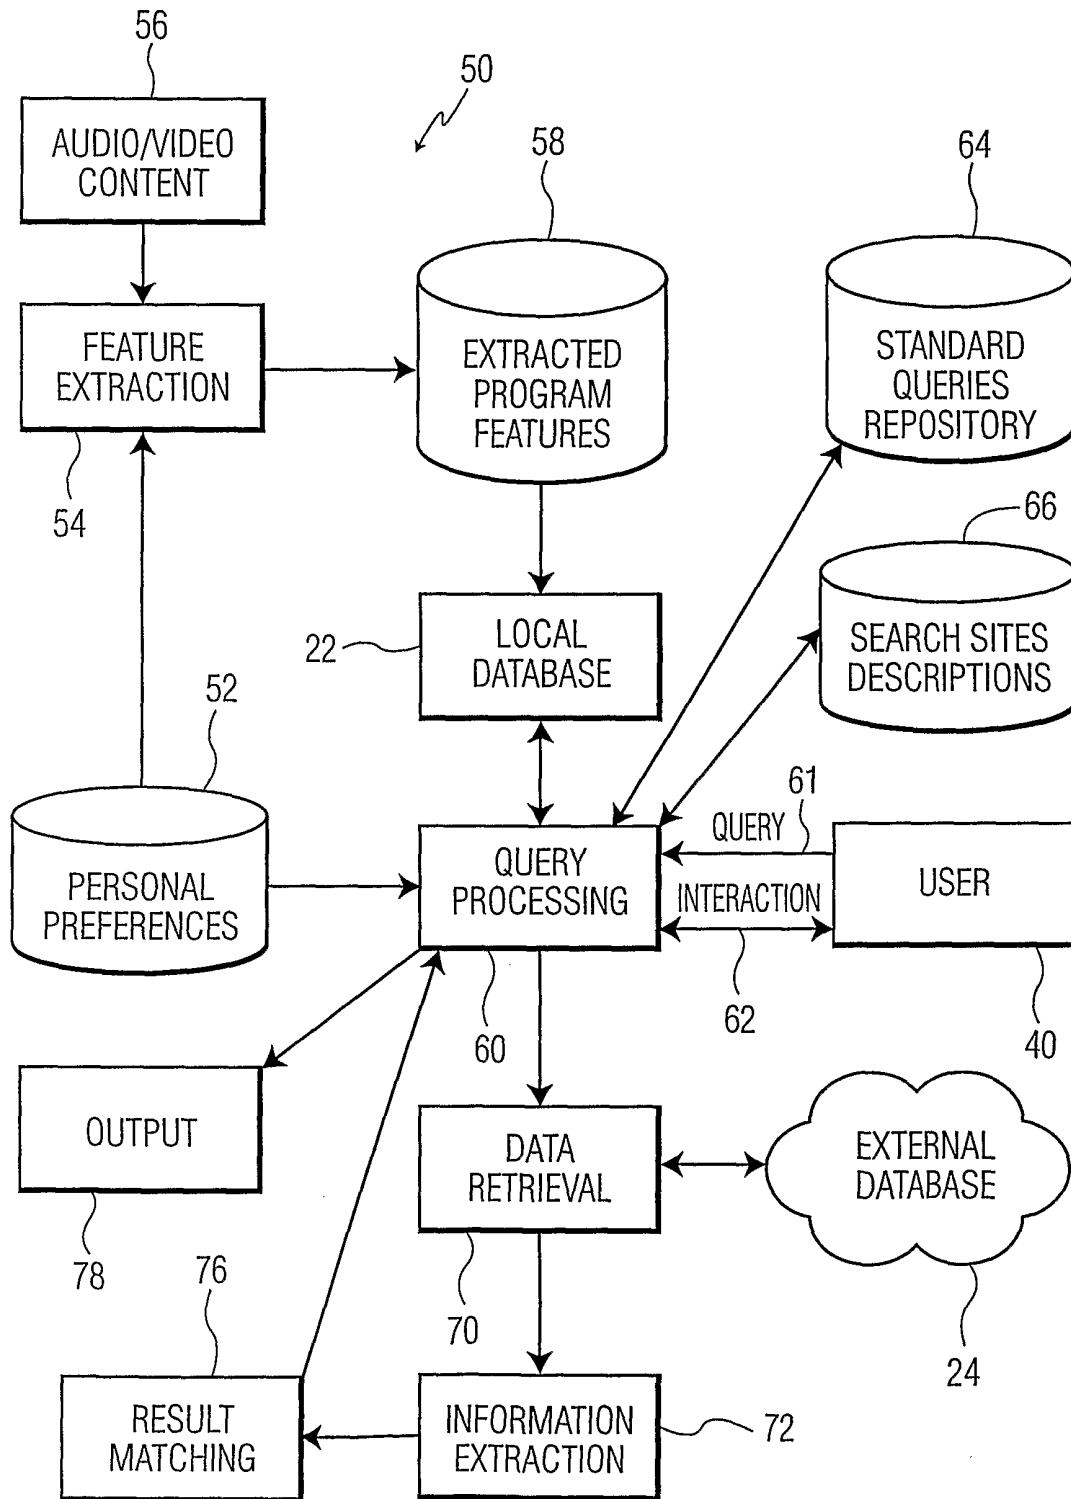 56
50
AUDIO/VIDEO
CONTENT
58
64
FEATURE
EXTRACTION
EXTRACTED
PROGRAM
FEATURES
STANDARD
QUERIES
REPOSITORY
54
66
22
LOCAL
DATABASE
SEARCH SITES
DESCRIPTIONS
52
61
QUERY
PERSONAL
PREFERENCES
QUERY
PROCESSING
INTERACTION
USER
62
60
40
OUTPUT
DATA
RETRIEVAL
EXTERNAL
DATABASE
78
76
70
24
RESULT
MATCHING
INFORMATION
EXTRACTION
72